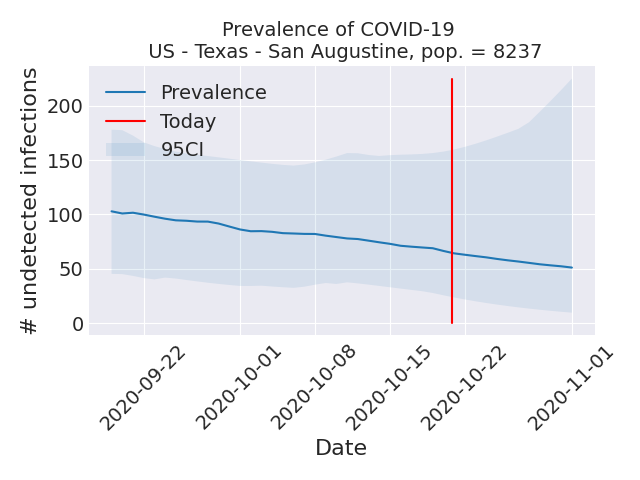 Prevalence of COVID-19
US - Texas - San Augustine, pop. = 8237
# undetected infections
200
150
100
50
0
Prevalence
Today
95CI
2020-09-22
2020-10-01
2020-10-08
2020-10-15
2020-10-22
2020-11-01
Date